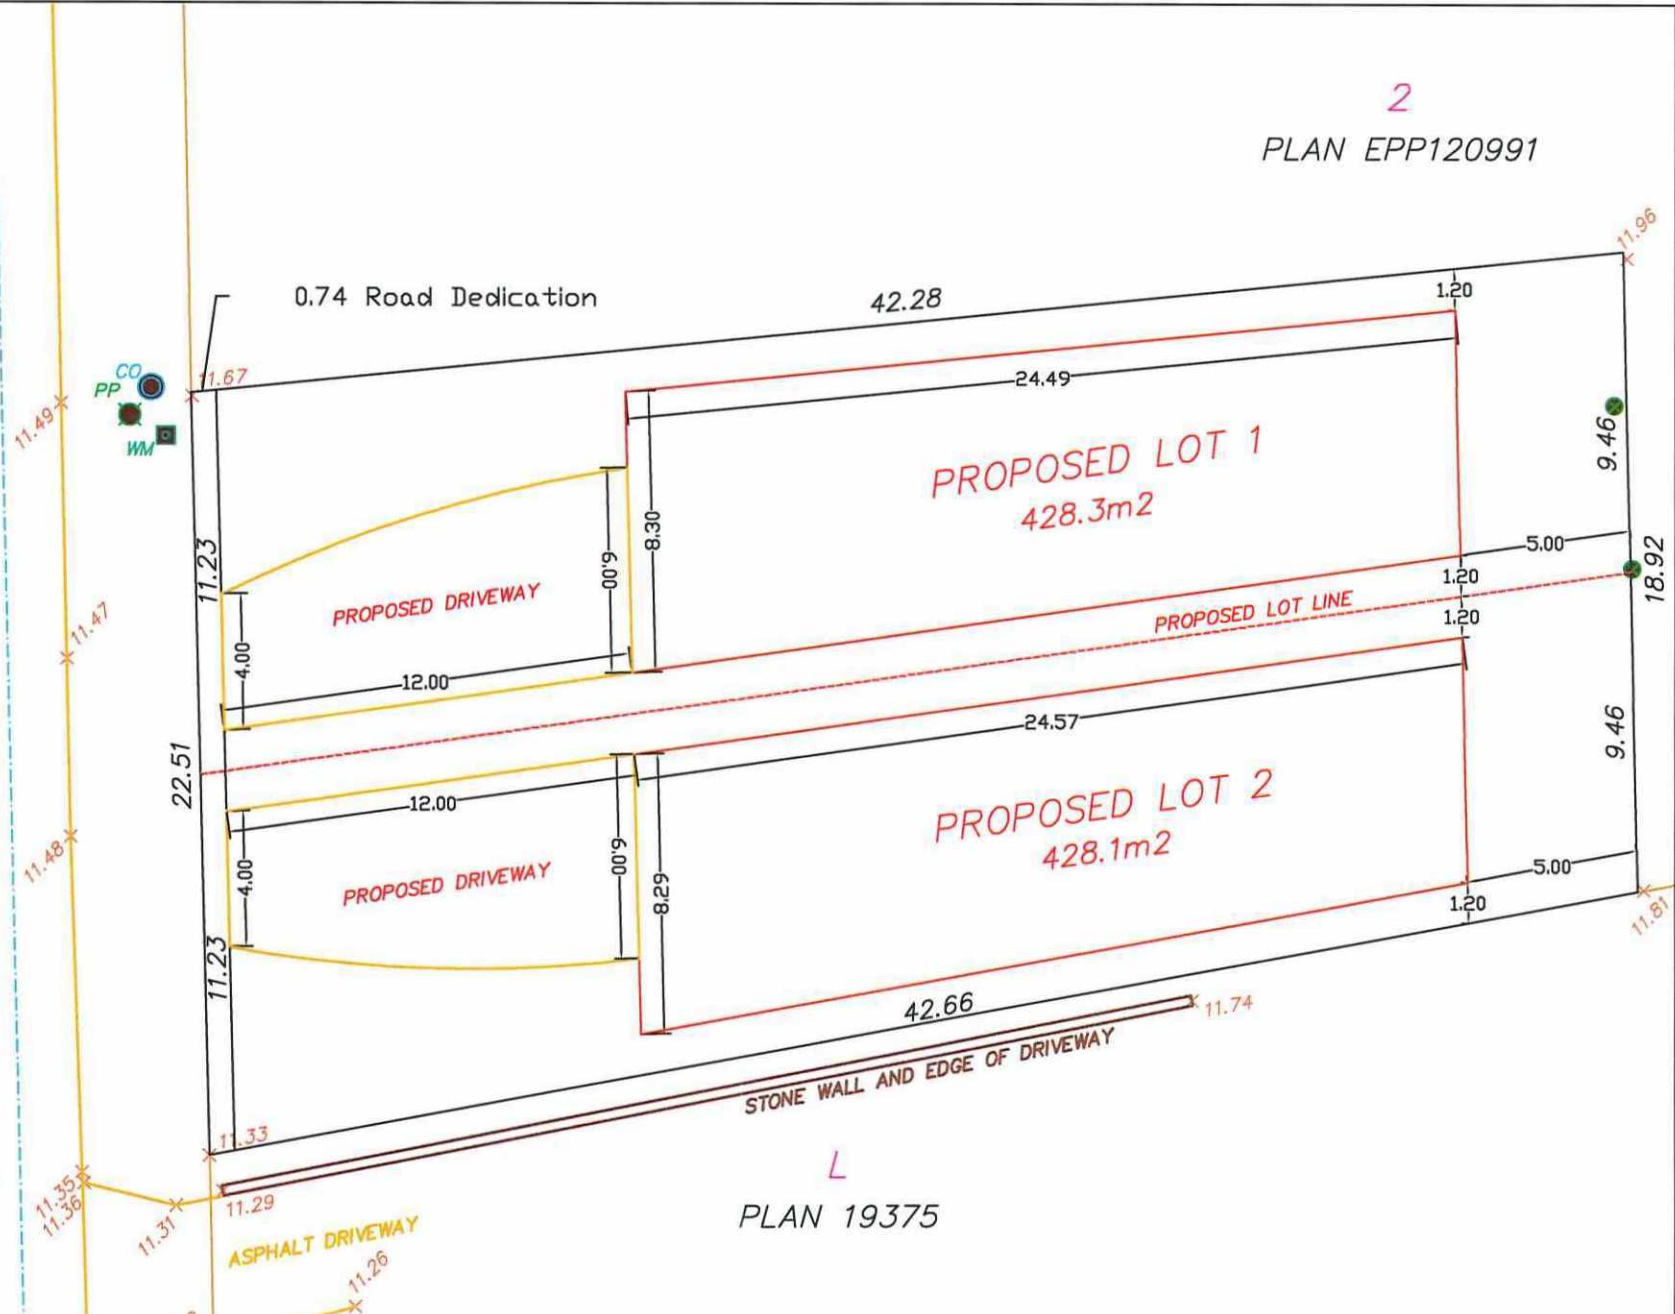 2
PLAN EPP120991
11.96
0.74 Road Dedication
42.28
1.20
11.67
CO
PP
WM
11.49
24.49
9.46
PROPOSED LOT 1
428.3m2
11.23
6.00
8.30
5.00
18.92
PROPOSED DRIVEWAY
1.20
PROPOSED LOT LINE
1.20
11.47
4.00
12.00
22.51
24.57
9.46
12.00
PROPOSED LOT 2
428.1m2
11.48
4.00
PROPOSED DRIVEWAY
6.00
8.29
5.00
1.20
11.81
11.23
42.66
11.74
STONE WALL AND EDGE OF DRIVEWAY
11.33
L
PLAN 19375
11.35
11.36
11.31
11.29
ASPHALT DRIVEWAY
11.26